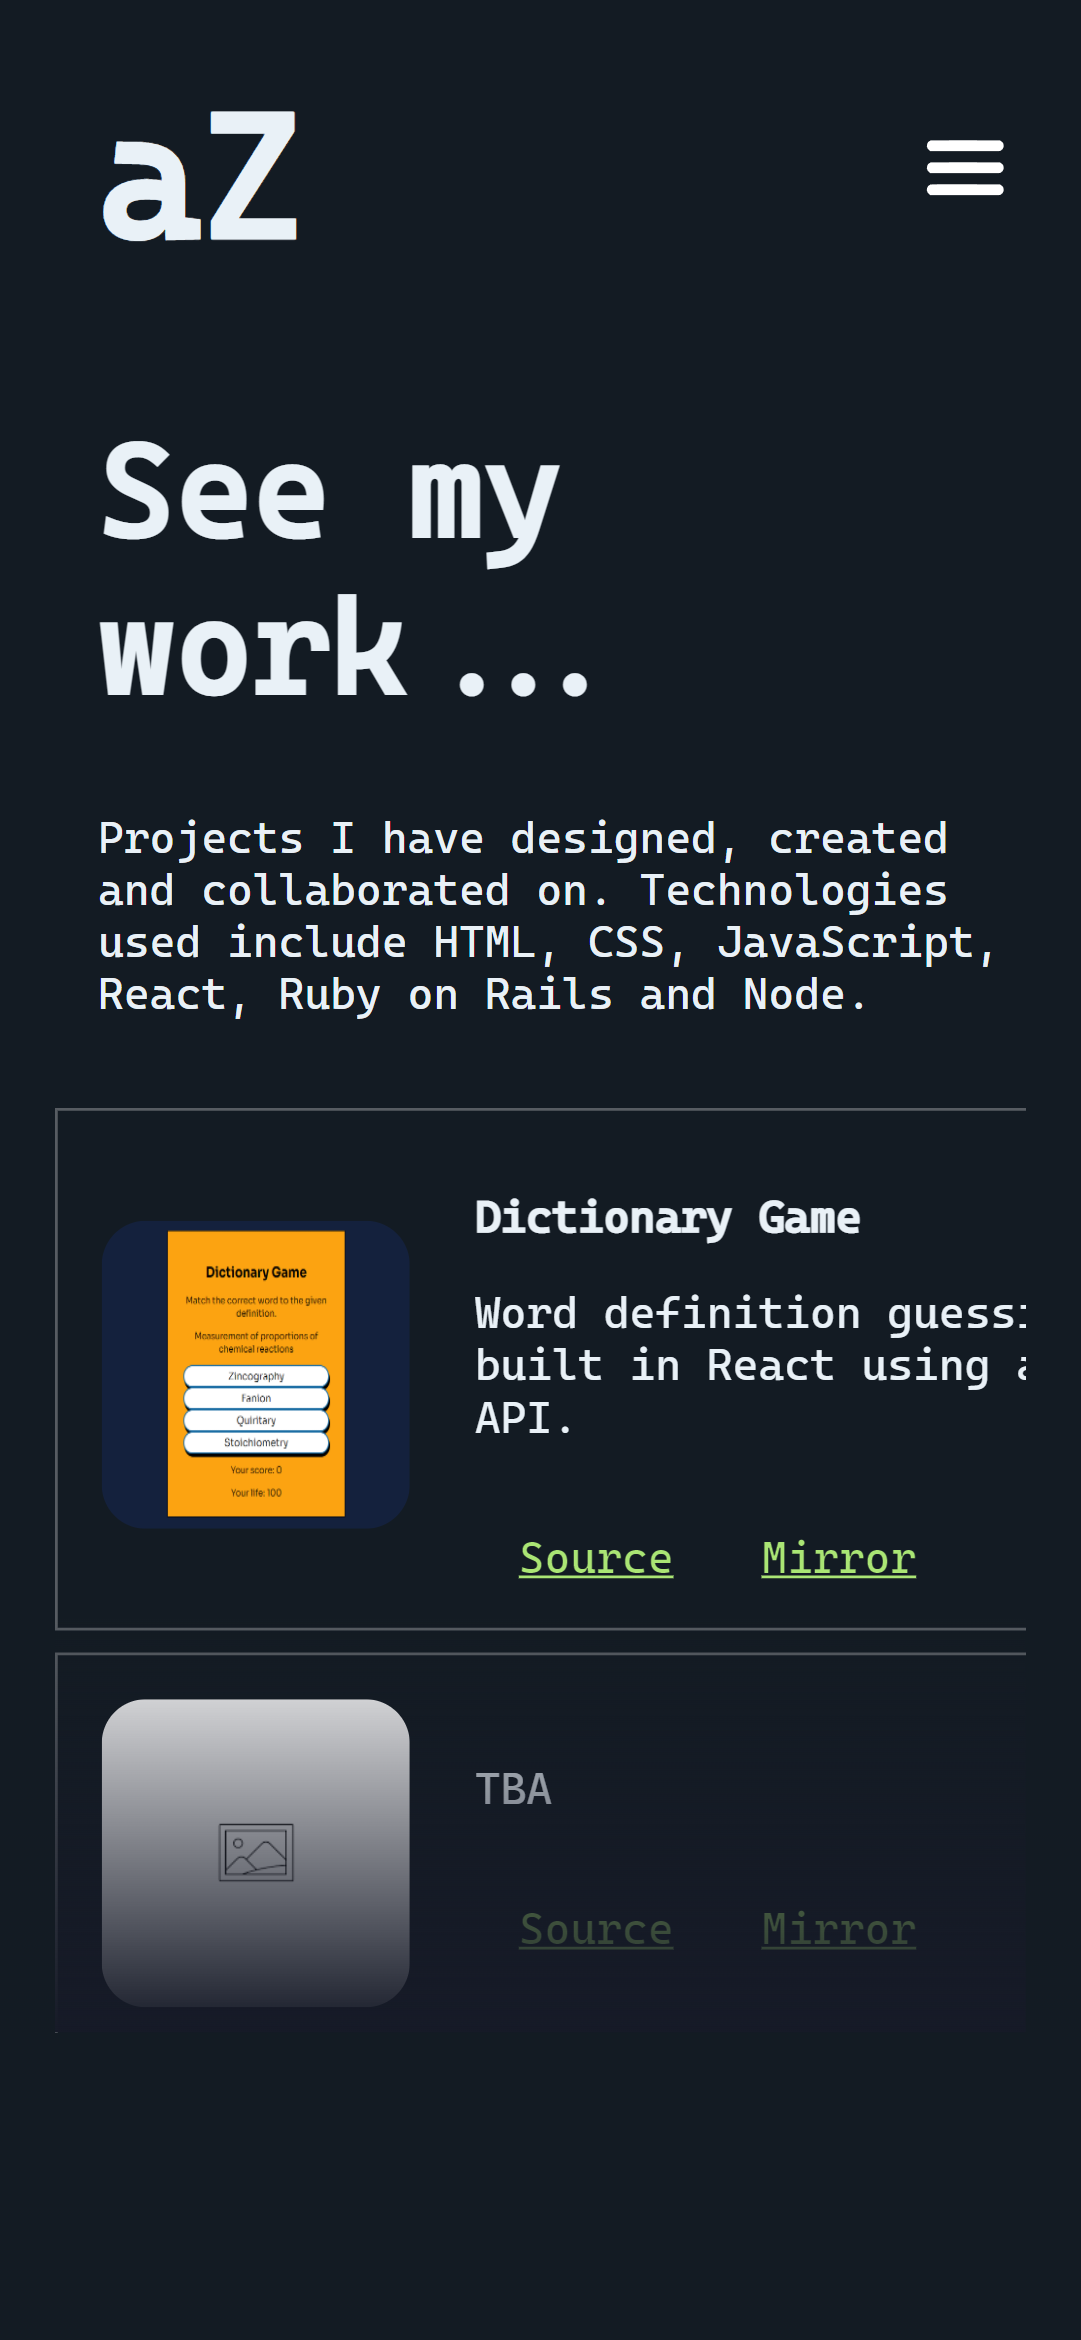 aZ
See my
work ...
Projects I have designed, created
and collaborated on. Technologies
used include HTML, CSS, JavaScript,
React, Ruby on Rails and Node.
Dictionary Game
Match the correct word to the given
definition.
Measurement of proportions of
chemical reactions
Zincography
Fanion
Quiritary
Stoichiometry
Your score: 0
Your life: 100
Dictionary Game
Word definition
built in React using
API.
Source Mirror
TBA
Source Mirror